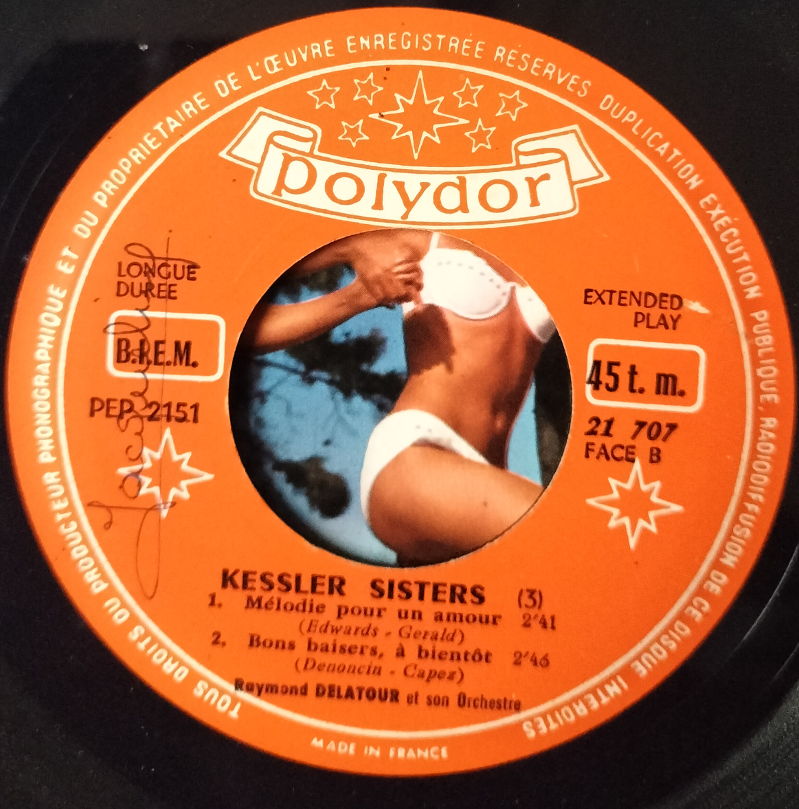 TOUS DROITS DU PRODUCTEUR PHONOGRAPHIQUE ET DU PROPRIETAIRE DE L'ŒUVRE ENREGISTRÉE RÉSERVES DUPLICATION EXÉCUTION PUBLIQUE, RADIODIFFUSION DE CE DISQUE INTERDITES
polydor
LONGUE
DURÉE
B.I.E.M.
PEP 2151
EXTENDED
PLAY
45 t. m.
21 707
FACE B
KESSLER SISTERS (3)
1. Mélodie pour un amour 2'41
(Edwards - Gerald)
2. Bons baisers, à bientôt 2'46
(Denoncin - Capez)
Raymond DELATOUR et son Orchestre
MADE IN FRANCE